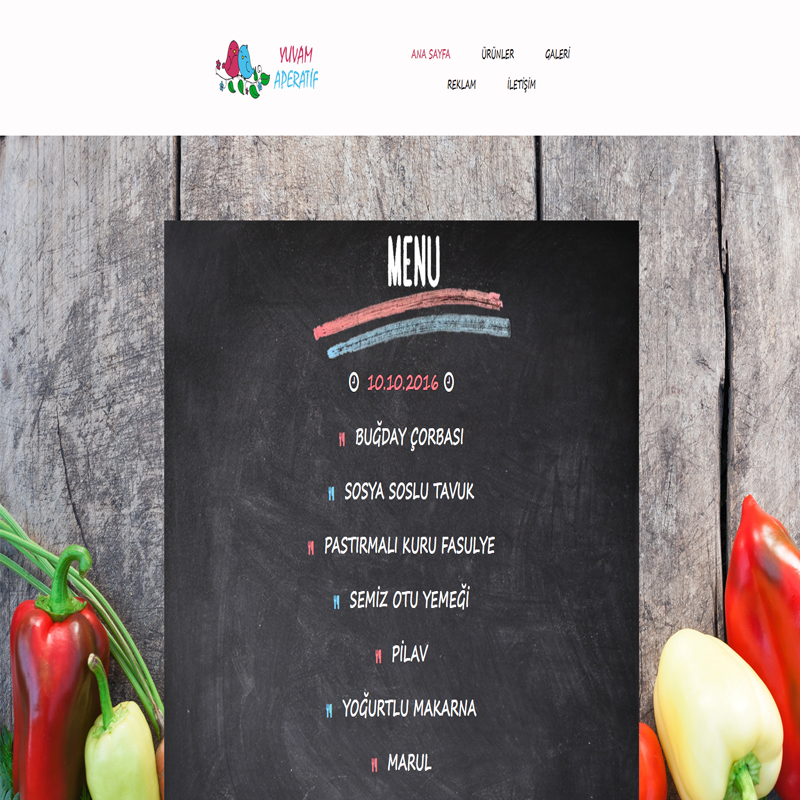 YUVAM
APERATİF
ANA SAYFA ÜRÜNLER GALERİ
REKLAM İLETİŞİM
MENU
10.10.2016
BUĞDAY ÇORBASI
SOSYA SOSLU TAVUK
PASTIRMALI KURU FASULYE
SEMİZ OTU YEMEĞİ
PİLAV
YOĞURTLU MAKARNA
MARUL